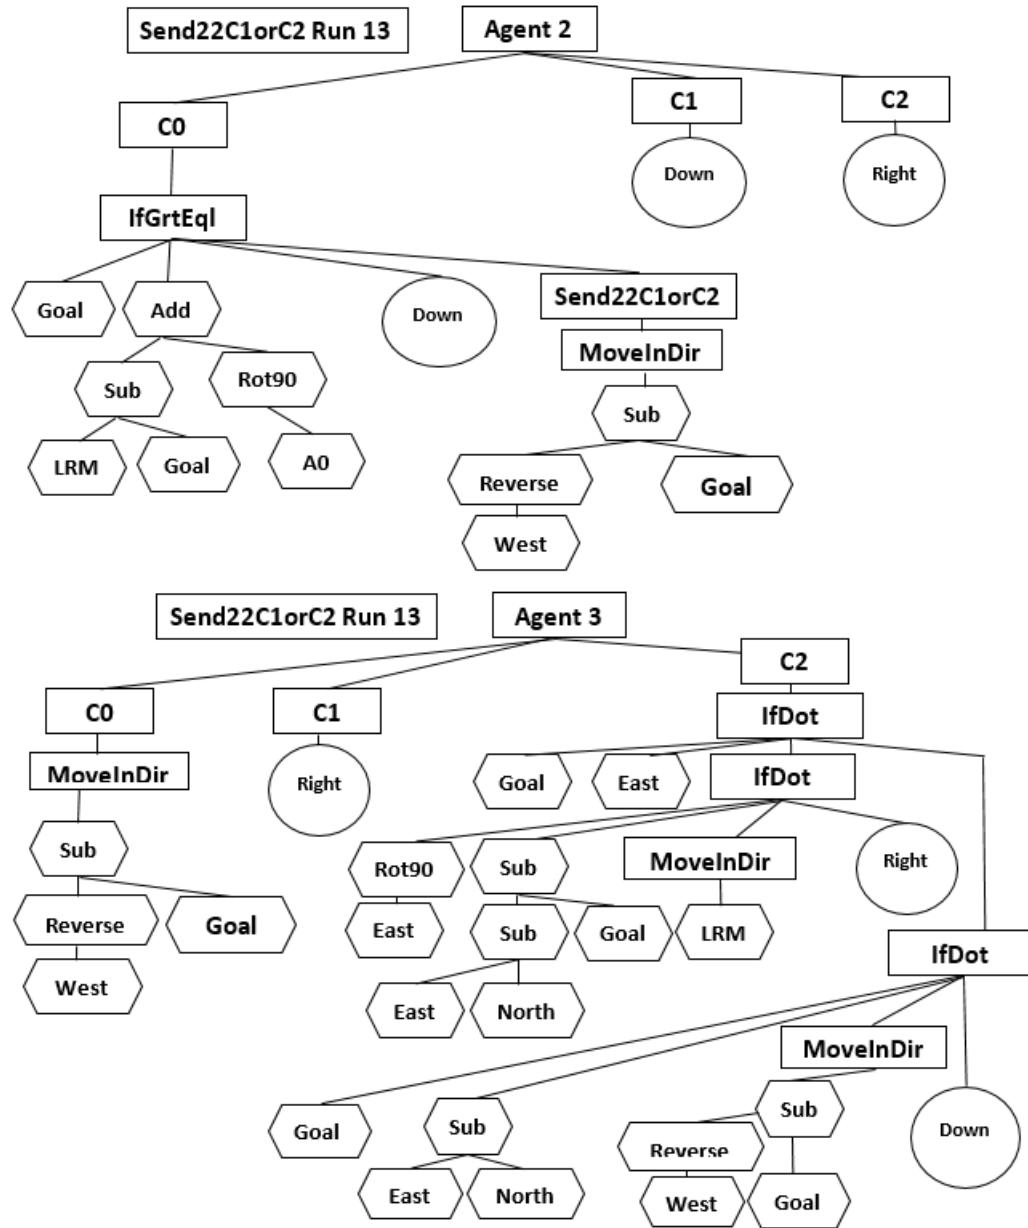 Send22C1orC2 Run 13
Agent 2
C0
C1
C2
Down
Right
IfGrtEql
Goal
Add
Down
Send22C1orC2
MoveInDir
Sub
Rot90
Sub
LRM
Goal
A0
Reverse
Goal
West
Send22C1orC2 Run 13
Agent 3
C2
C0
C1
IfDot
MoveInDir
Right
Goal
East
IfDot
Sub
Rot90
Sub
MoveInDir
Right
Reverse
Goal
East
Sub
Goal
LRM
IfDot
West
East
North
MoveInDir
Goal
Sub
Sub
Down
Reverse
East
North
West
Goal